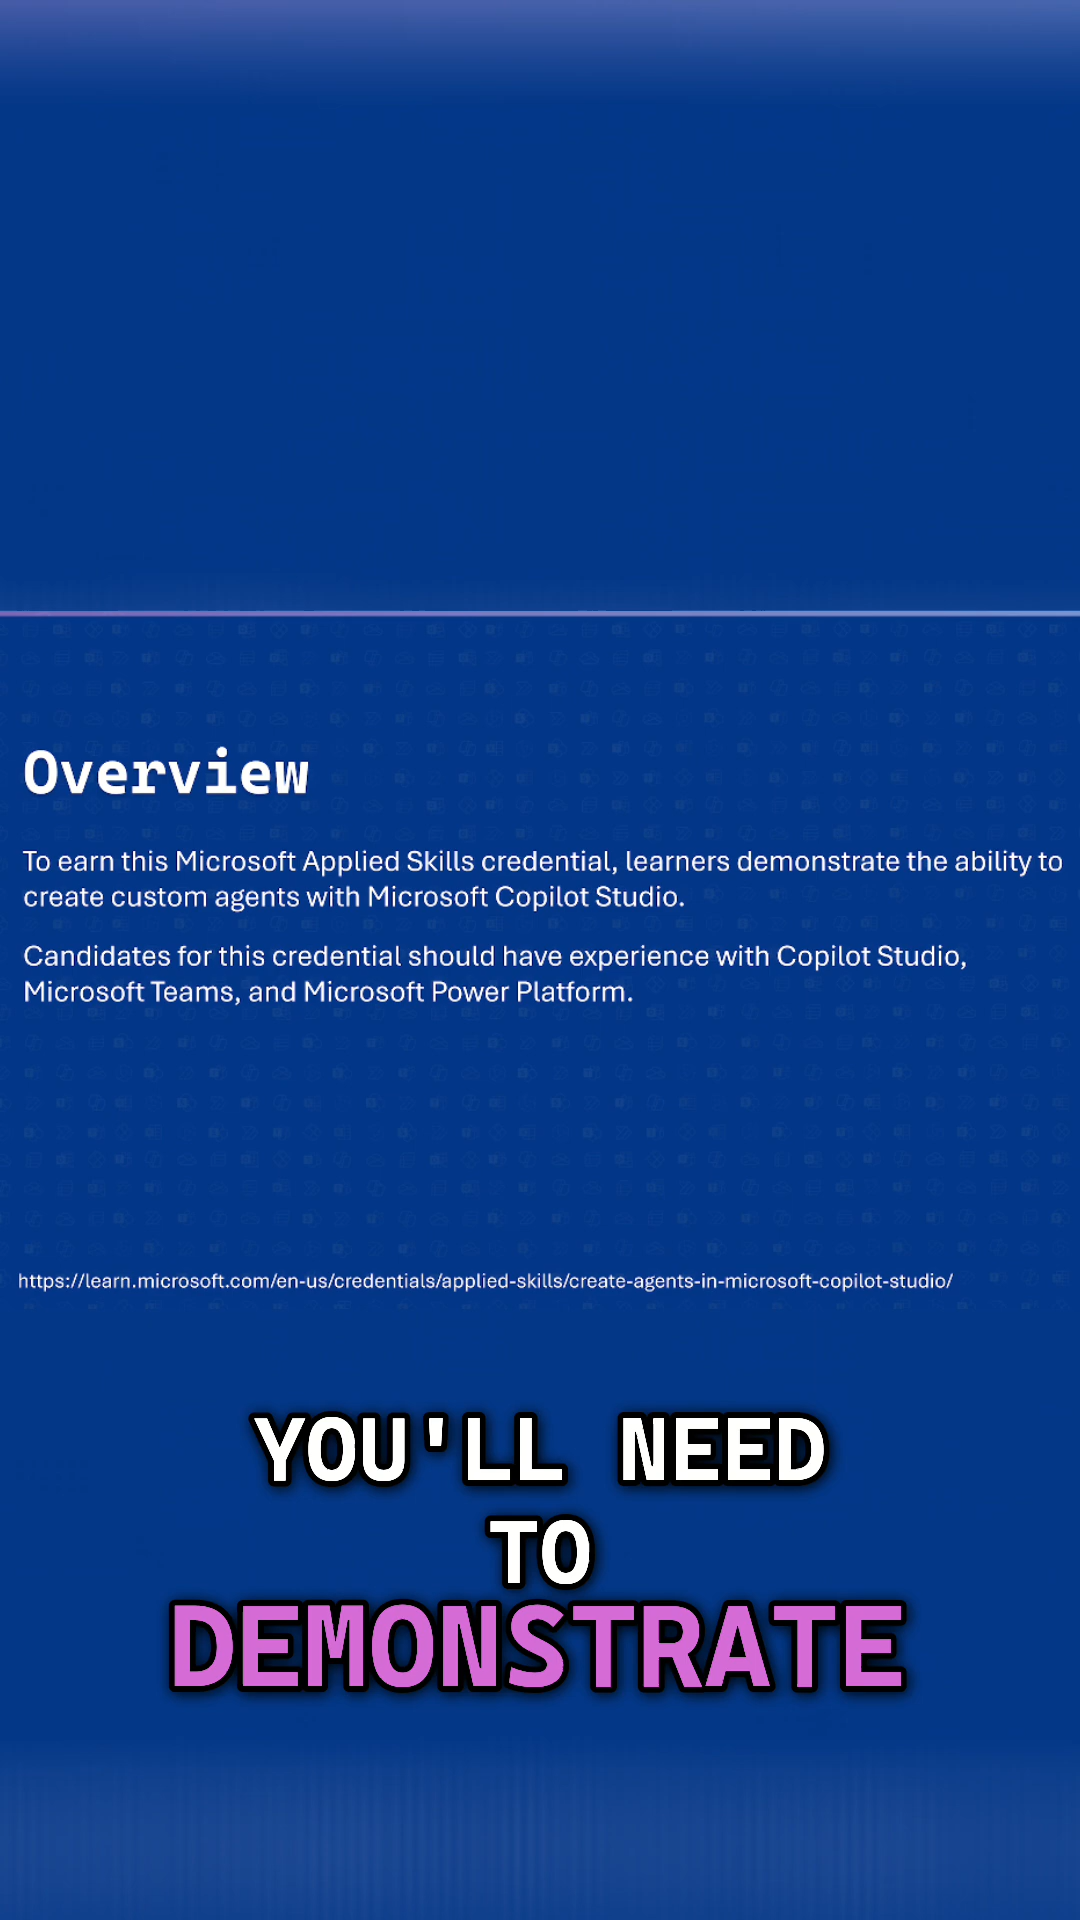 Overview
To earn this Microsoft Applied Skills credential, learners demonstrate the ability to
create custom agents with Microsoft Copilot Studio.
Candidates for this credential should have experience with Copilot Studio,
Microsoft Teams, and Microsoft Power Platform.
https://learn.microsoft.com/en-us/credentials/applied-skills/create-agents-in-microsoft-copilot-studio/
YOU'LL NEED
TO
DEMONSTRATE